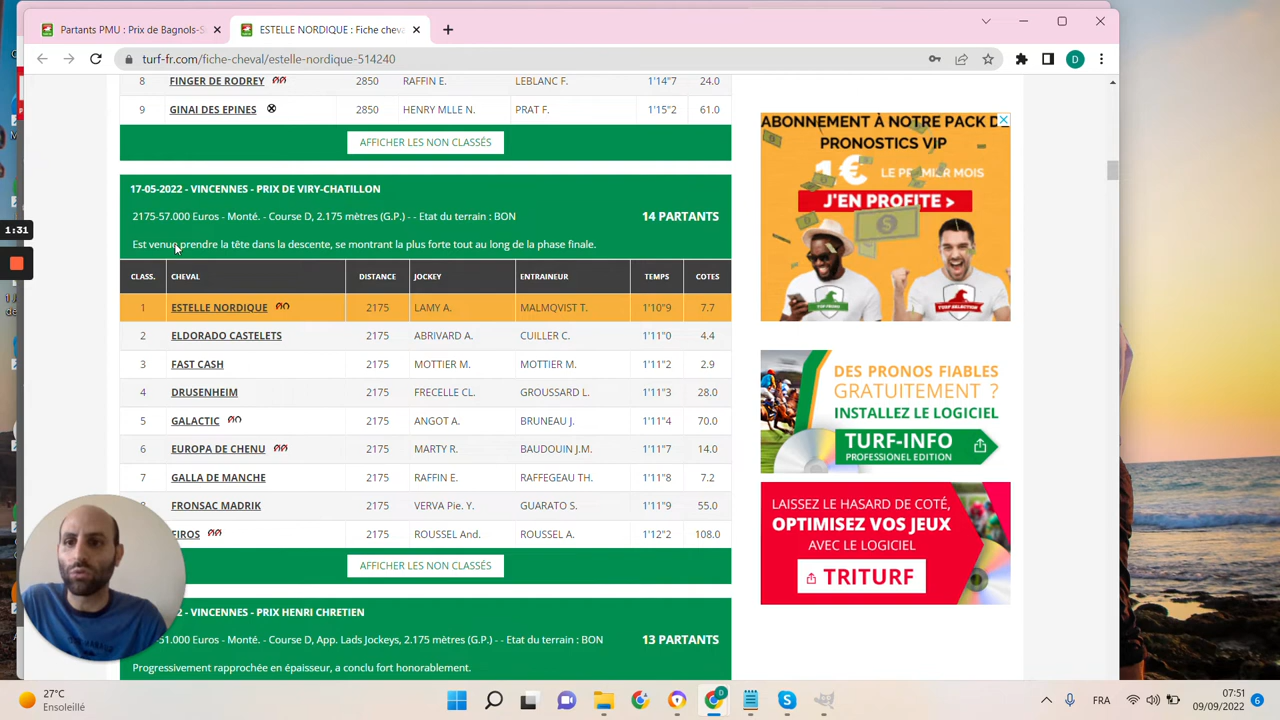 Partants PMU : Prix de Bagnols-S
ESTELLE NORDIQUE : Fiche cheva
turf-fr.com/fiche-cheval/estelle-nordique-514240
D
8 FINGER DE RODREY 2850 RAFFIN E. LEBLANC F. 1'14"7 24.0
9 GINAI DES EPINES 2850 HENRY MLLE N. PRAT F. 1'15"2 61.0
AFFICHER LES NON CLASSÉS
17-05-2022 - VINCENNES - PRIX DE VIRY-CHATILLON
2175-57.000 Euros - Monté. - Course D, 2.175 mètres (G.P.) - - Etat du terrain : BON
14 PARTANTS
Est venue prendre la tête dans la descente, se montrant la plus forte tout au long de la phase finale.
CLASS. CHEVAL DISTANCE JOCKEY ENTRAINEUR TEMPS COTES
1 ESTELLE NORDIQUE 2175 LAMY A. MALMQVIST T. 1'10"9 7.7
2 ELDORADO CASTELETS 2175 ABRIVARD A. CUILLER C. 1'11"0 4.4
3 FAST CASH 2175 MOTTIER M. MOTTIER M. 1'11"2 2.9
4 DRUSENHEIM 2175 FRECELLE CL. GROUSSARD L. 1'11"3 28.0
5 GALACTIC 2175 ANGOT A. BRUNEAU J. 1'11"4 70.0
6 EUROPA DE CHENU 2175 MARTY R. BAUDOUIN J.M. 1'11"7 14.0
7 GALLA DE MANCHE 2175 RAFFIN E. RAFFEGEAU TH. 1'11"8 7.2
FRONSAC MADRIK 2175 VERVA Pie. Y. GUARATO S. 1'11"9 55.0
EIROS 2175 ROUSSEL And. ROUSSEL A. 1'12"2 108.0
AFFICHER LES NON CLASSÉS
2 - VINCENNES - PRIX HENRI CHRETIEN
51.000 Euros - Monté. - Course D, App. Lads Jockeys, 2.175 mètres (G.P.) - - Etat du terrain : BON
13 PARTANTS
Progressivement rapprochée en épaisseur, a conclu fort honorablement.
ABONNEMENT À NOTRE PACK D
PRONOSTICS VIP
1€ LE PREMIER MOIS
J'EN PROFITE >
DES PRONOS FIABLES
GRATUITEMENT ?
INSTALLEZ LE LOGICIEL
TURF-INFO
PROFESSIONEL EDITION
LAISSEZ LE HASARD DE COTÉ,
OPTIMISEZ VOS JEUX
AVEC LE LOGICIEL
TRITURF
1:31
27°C
Ensoleillé
FRA
07:51
09/09/2022
6